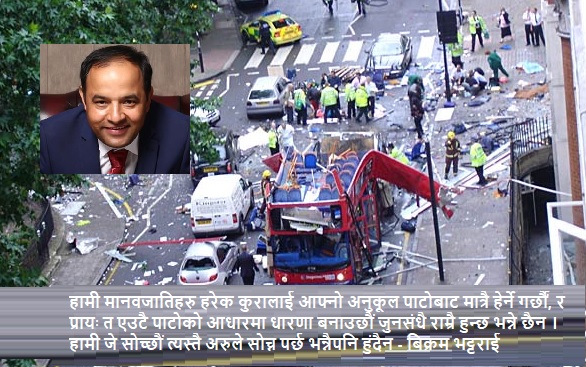 हामी मानवजातिहरु हरेक कुरालाई आफ्नो अनुकूल पाटोबाट मात्रै हेर्ने गर्छौं, र
प्रायः त एउटै पाटोको आधारमा धारणा बनाउछौं जुनसधै राम्रै हुन्छ भन्ने छैन ।
हामी जे सोच्छौं त्यस्तै अरुले सोच्न पर्छ भन्नैपनि हुंदैन - बिक्रम भट्टराई